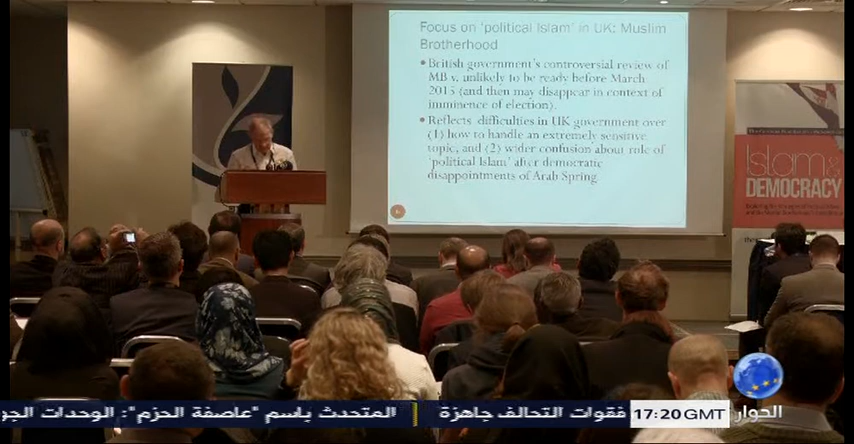 Focus on 'political Islam' in UK: Muslim
Brotherhood
British government's controversial review of
MB v. unlikely to be ready before March
2015 (and then may disappear in context of
imminence of election).
Reflects difficulties in UK government over
(1) how to handle an extremely sensitive
topic, and (2) wider confusion about role of
'political Islam' after democratic
disappointments of Arab Spring
Islam &
DEMOCRACY
المتحدث باسم "عاصفة الحزم": الوحدات الجو
فقوات التحالف جاهزة
17:20 GMT
الحوار